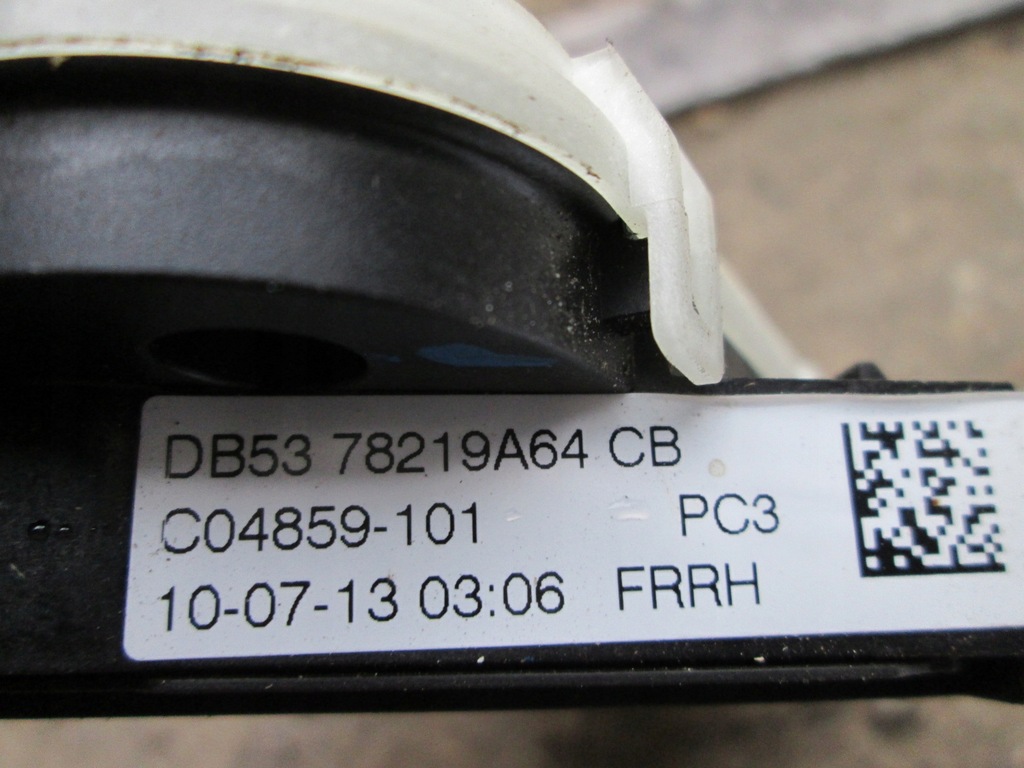 DB53 78219A64 CB
C04859-101 PC3
10-07-13 03:06 FRRH